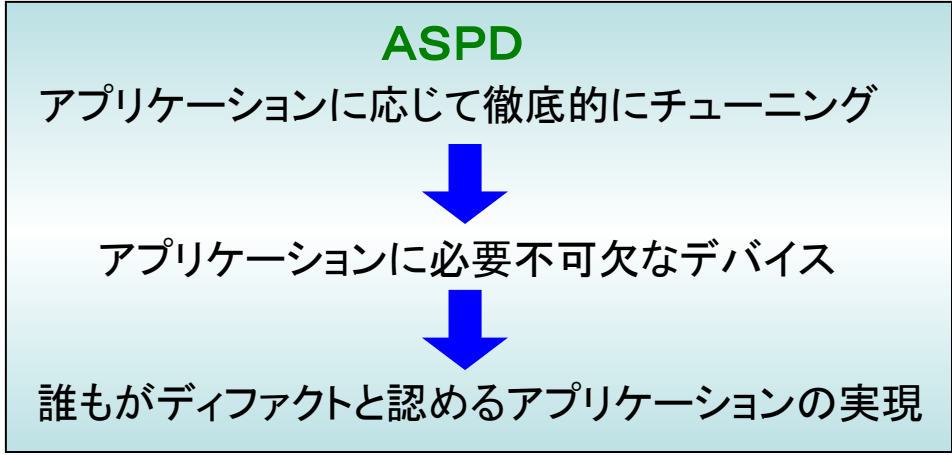 ASPD
アプリケーションに応じて徹底的にチューニング
アプリケーションに必要不可欠なデバイス
誰もがディファクトと認めるアプリケーションの実現